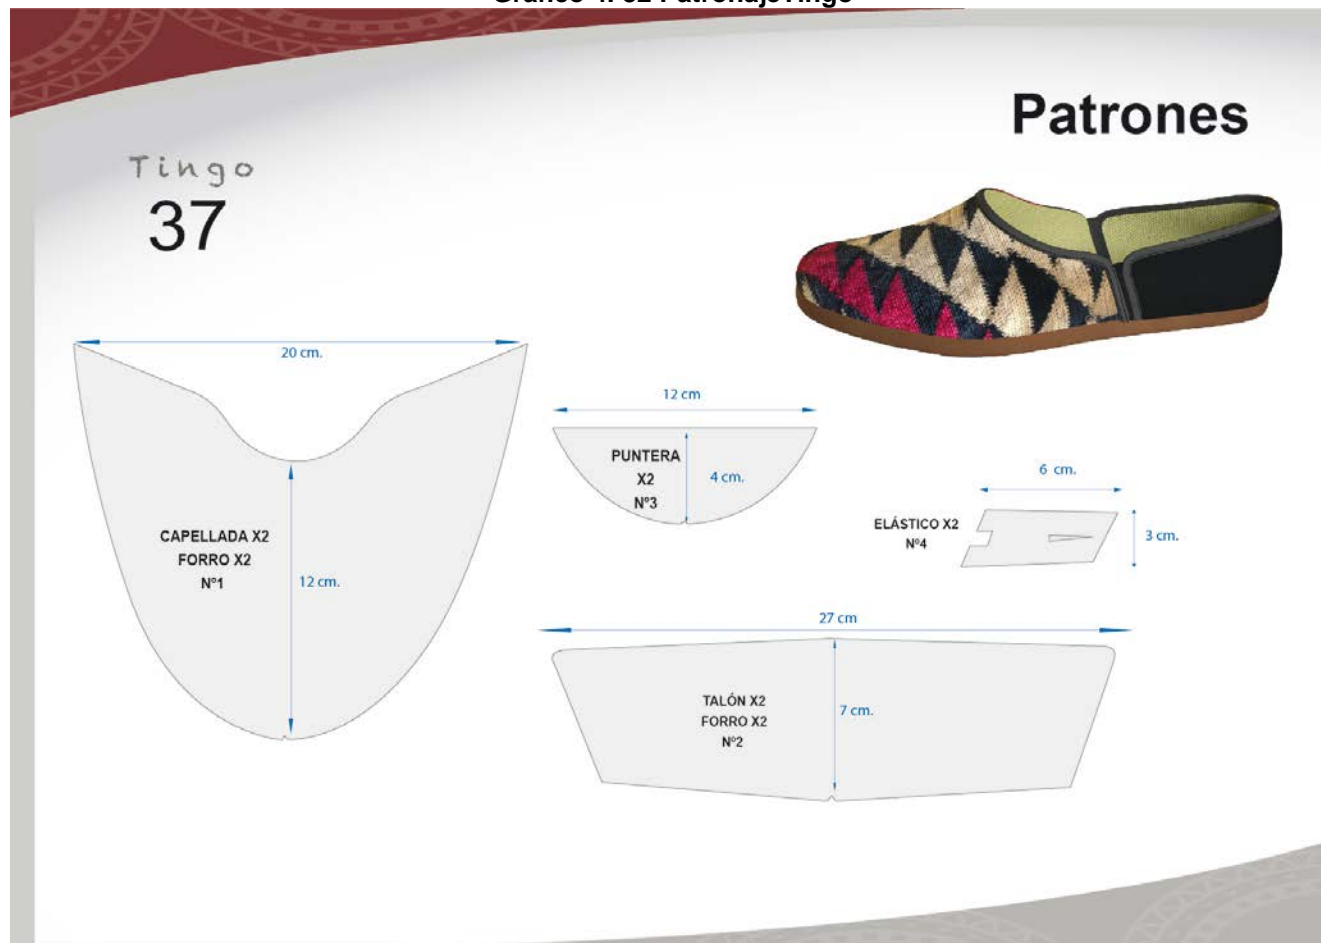 Patrones
Tingo
37
20 cm.
12 cm
PUNTERA
X2
Nº3
4 cm.
6 cm.
ELÁSTICO X2
Nº4
3 cm.
CAPELLADA X2
FORRO X2
Nº1
12 cm.
27 cm
TALÓN X2
FORRO X2
Nº2
7 cm.